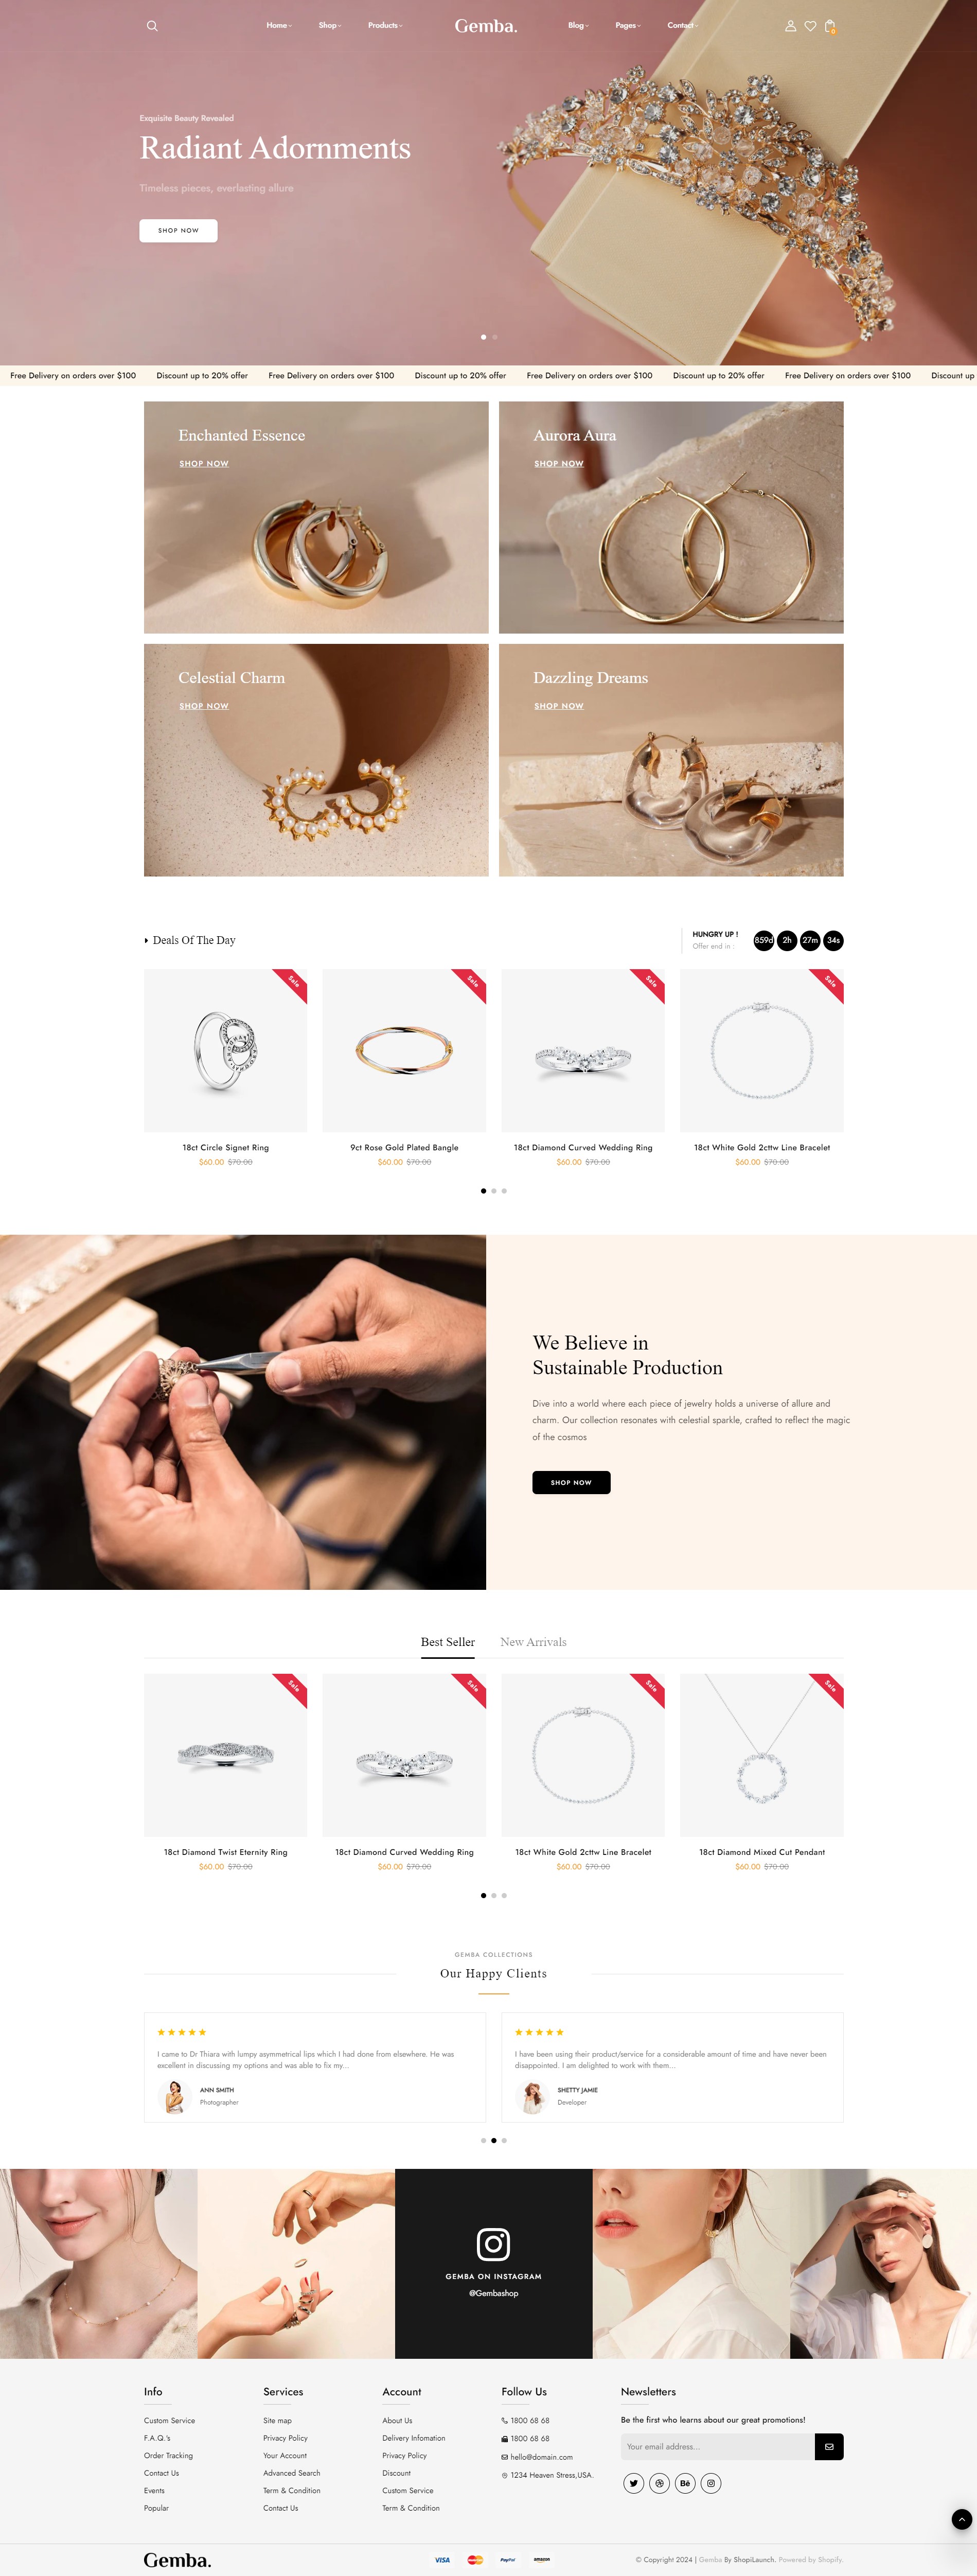 Home
Shop
Products
Gemba.
Blog
Pages
Contact
0
Exquisite Beauty Revealed
Radiant Adornments
Timeless pieces, everlasting allure
SHOP NOW
Free Delivery on orders over $100 Discount up to 20% offer Free Delivery on orders over $100 Discount up to 20% offer Free Delivery on orders over $100 Discount up to 20% offer Free Delivery on orders over $100 Discount up
Enchanted Essence
SHOP NOW
Aurora Aura
SHOP NOW
Celestial Charm
SHOP NOW
Dazzling Dreams
SHOP NOW
Deals Of The Day
HUNGRY UP !
Offer end in :
859d 2h 27m 34s
Sale
Sale
Sale
Sale
18ct Circle Signet Ring
$60.00 $70.00
9ct Rose Gold Plated Bangle
$60.00 $70.00
18ct Diamond Curved Wedding Ring
$60.00 $70.00
18ct White Gold 2cttw Line Bracelet
$60.00 $70.00
We Believe in
Sustainable Production
Dive into a world where each piece of jewelry holds a universe of allure and
charm. Our collection resonates with celestial sparkle, crafted to reflect the magic
of the cosmos
SHOP NOW
Best Seller
New Arrivals
Sale
Sale
Sale
Sale
18ct Diamond Twist Eternity Ring
$60.00 $70.00
18ct Diamond Curved Wedding Ring
$60.00 $70.00
18ct White Gold 2cttw Line Bracelet
$60.00 $70.00
18ct Diamond Mixed Cut Pendant
$60.00 $70.00
GEMBA COLLECTIONS
Our Happy Clients
I came to Dr Thiara with lumpy asymmetrical lips which I had done from elsewhere. He was
excellent in discussing my options and was able to fix my...
ANN SMITH
Photographer
I have been using their product/service for a considerable amount of time and have never been
disappointed. I am delighted to work with them...
SHETTY JAMIE
Developer
GEMBA ON INSTAGRAM
@Gembashop
Info
Custom Service
F.A.Q.'s
Order Tracking
Contact Us
Events
Popular
Services
Site map
Privacy Policy
Your Account
Advanced Search
Term & Condition
Contact Us
Account
About Us
Delivery Infomation
Privacy Policy
Discount
Custom Service
Term & Condition
Follow Us
1800 68 68
1800 68 68
hello@domain.com
1234 Heaven Stress,USA.
Newsletters
Be the first who learns about our great promotions!
Your email address...
Bē
Gemba.
VISA
MasterCard
PayPal
amazon
© Copyright 2024 | Gemba By ShopiLaunch. Powered by Shopify.